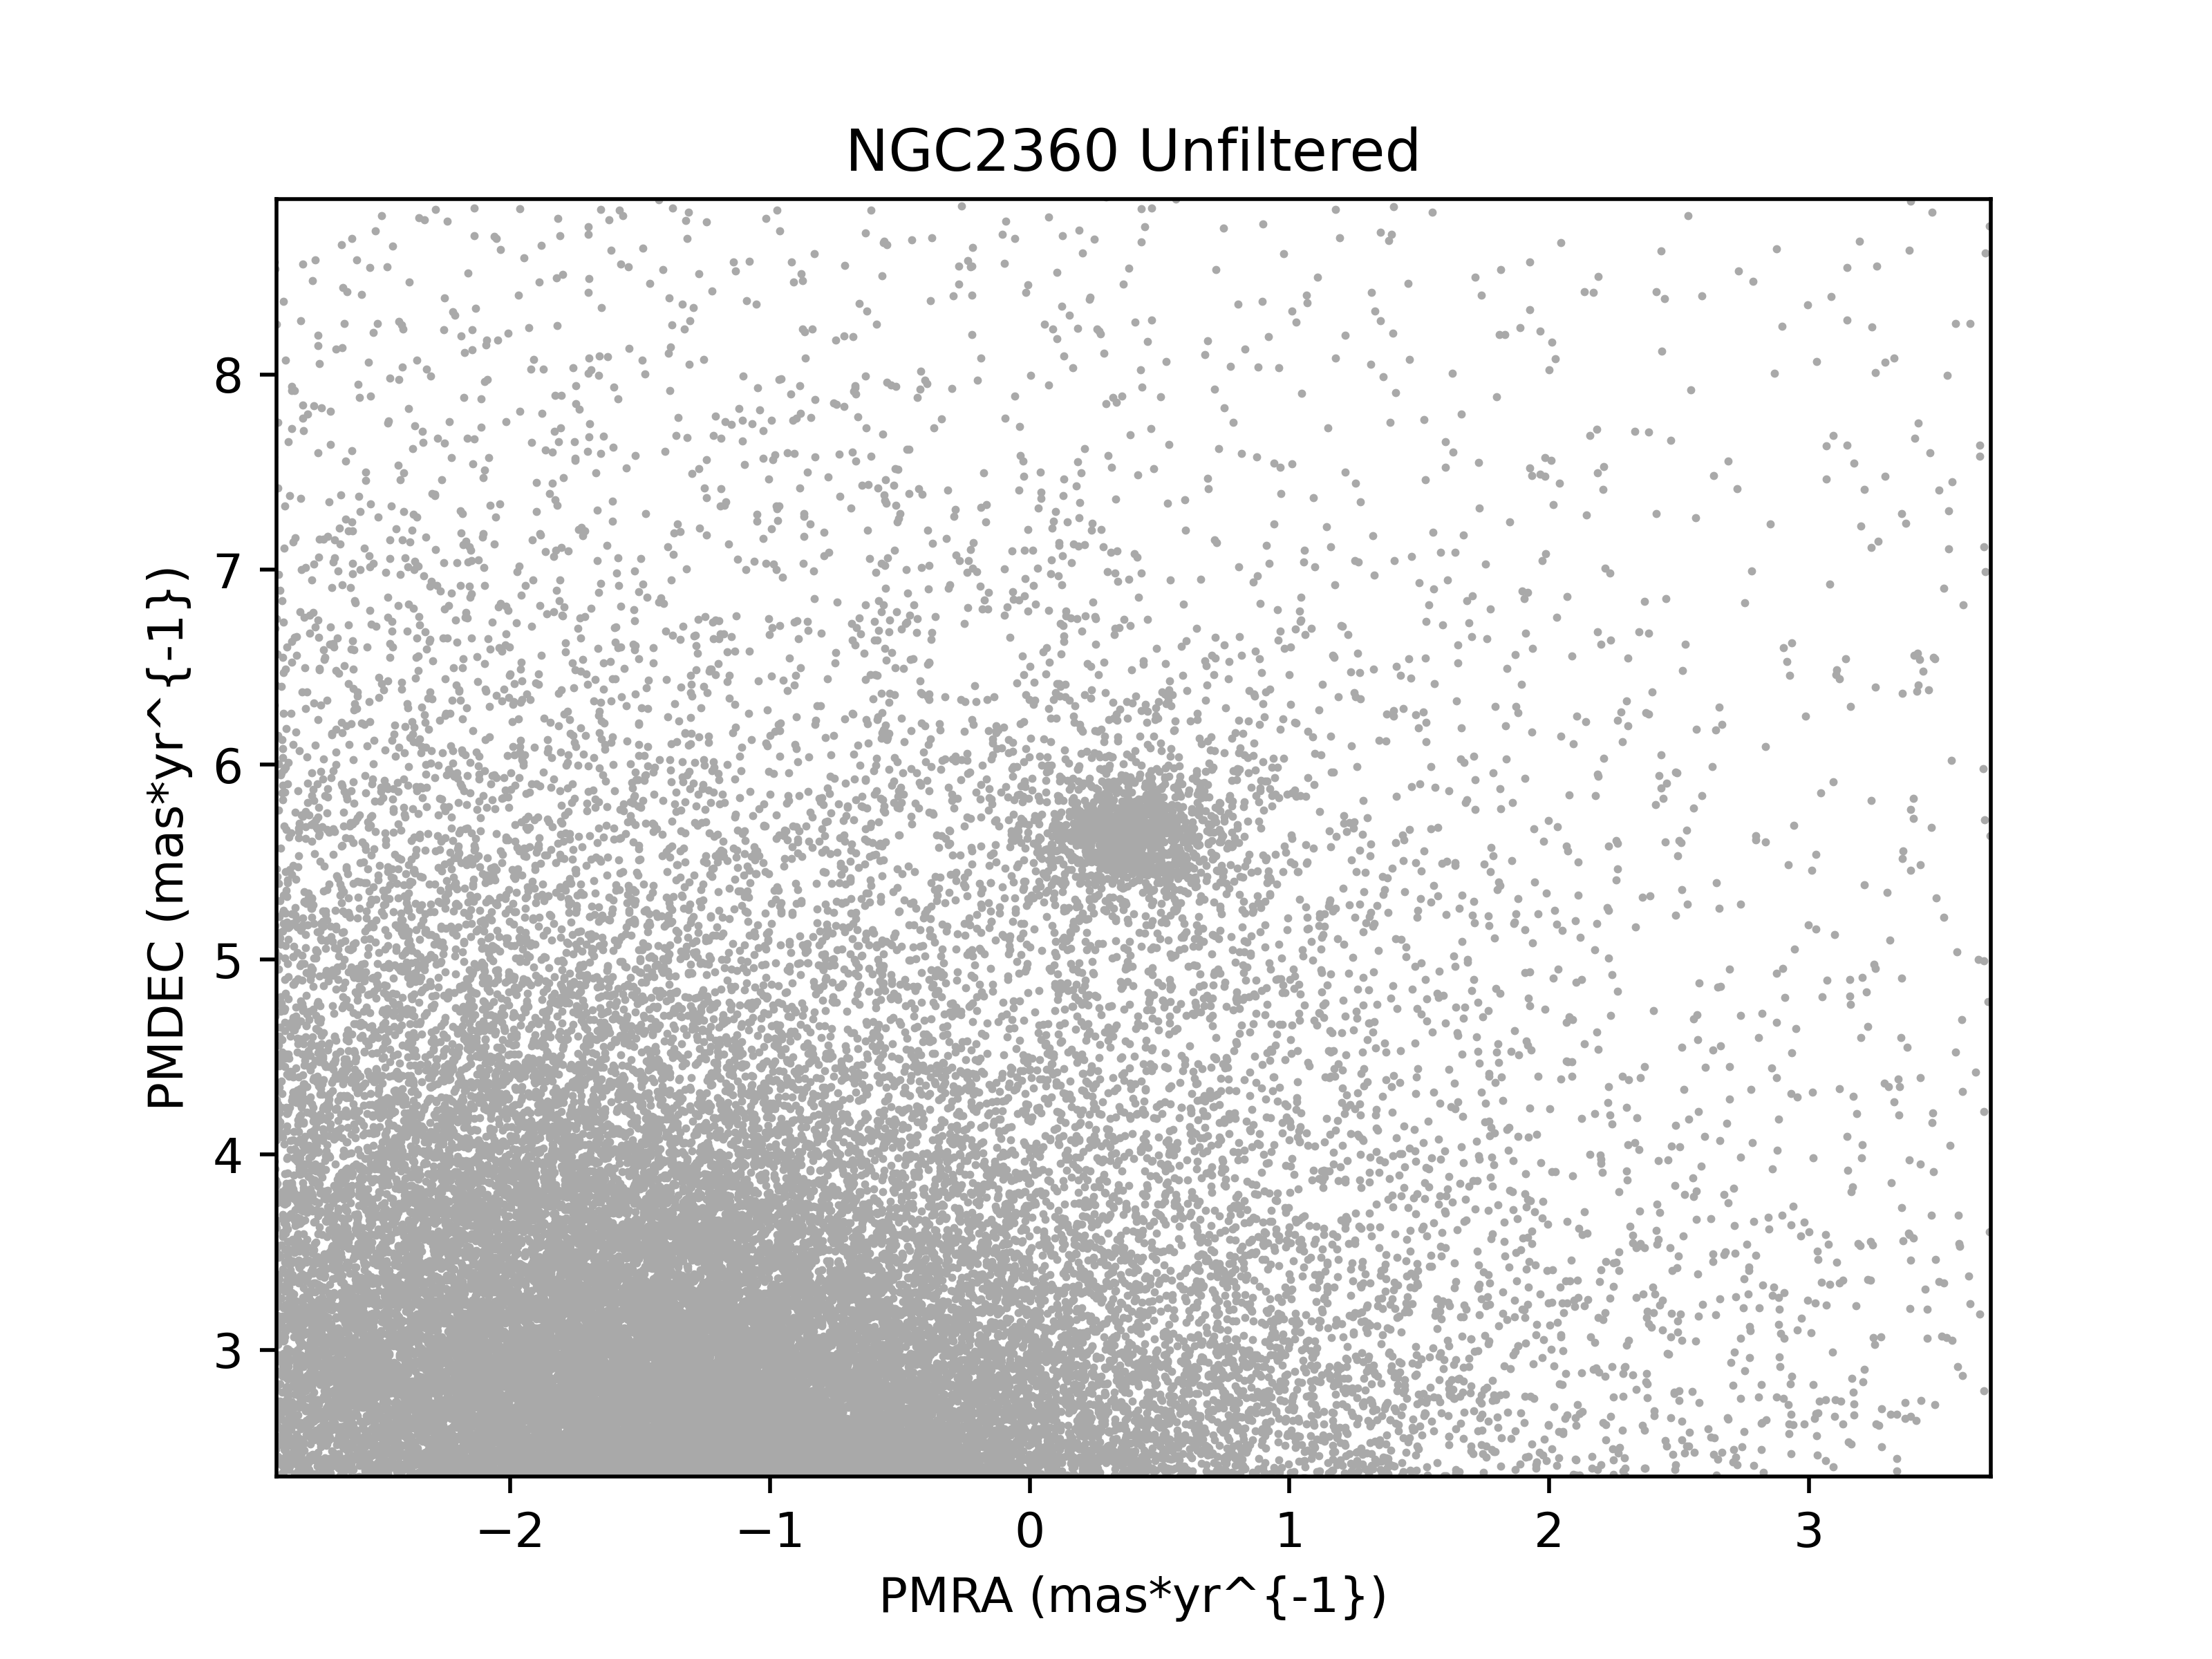 NGC2360 Unfiltered
8
7
6
5
4
3
PMDEC (mas*yr^{-1})
−2 −1 0 1 2 3
PMRA (mas*yr^{-1})